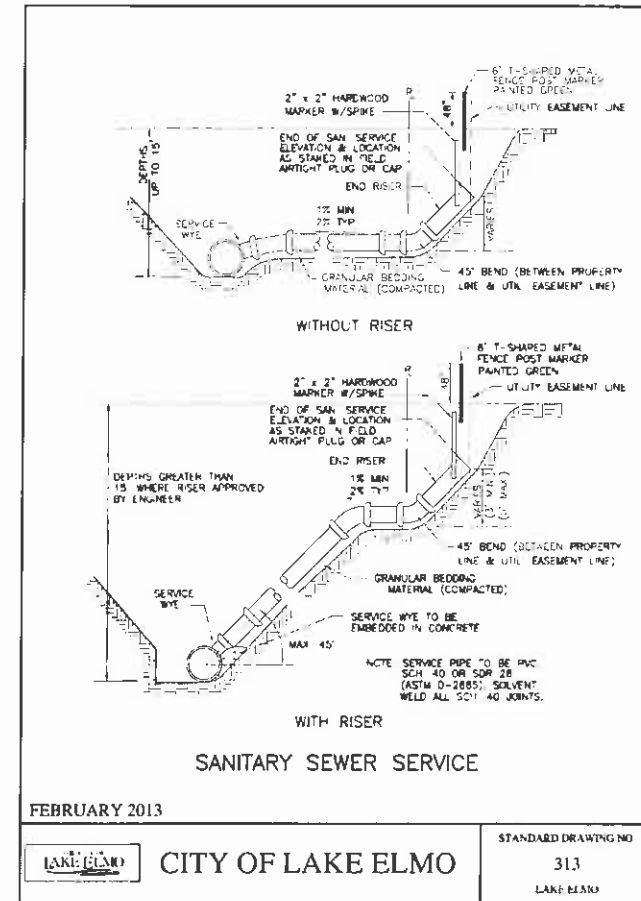 6' T-SHAPED METAL
FENCE POST MARKER
PAINTED GREEN
2" x 2" HARDWOOD
MARKER W/SPIKE
48"
UTILITY EASEMENT LINE
END OF SAN SERVICE
ELEVATION & LOCATION
AS STAKED IN FIELD
AIRTIGHT PLUG OR CAP
DEPTHS
UP TO 15'
END RISER
1% MIN
2% TYP
SERVICE
WYE
VARIES
GRANULAR BEDDING
MATERIAL (COMPACTED)
45° BEND (BETWEEN PROPERTY
LINE & UTIL EASEMENT LINE)
WITHOUT RISER
6' T-SHAPED METAL
FENCE POST MARKER
PAINTED GREEN
2" x 2" HARDWOOD
MARKER W/SPIKE
48"
UTILITY EASEMENT LINE
END OF SAN SERVICE
ELEVATION & LOCATION
AS STAKED IN FIELD
AIRTIGHT PLUG OR CAP
END RISER
1% MIN
2% TYP
DEPTHS GREATER THAN
15' WHERE RISER APPROVED
BY ENGINEER
VARIES
MIN
MAX)
45° BEND (BETWEEN PROPERTY
LINE & UTIL EASEMENT LINE)
GRANULAR BEDDING
MATERIAL (COMPACTED)
SERVICE
WYE
SERVICE WYE TO BE
EMBEDDED IN CONCRETE
MAX 45°
NOTE SERVICE PIPE TO BE PVC
SCH 40 OR SDR 26
(ASTM D-2665) SOLVENT
WELD ALL SCH 40 JOINTS.
WITH RISER
SANITARY SEWER SERVICE
FEBRUARY 2013
LAKE ELMO
CITY OF LAKE ELMO
STANDARD DRAWING NO
313
LAKE ELMO